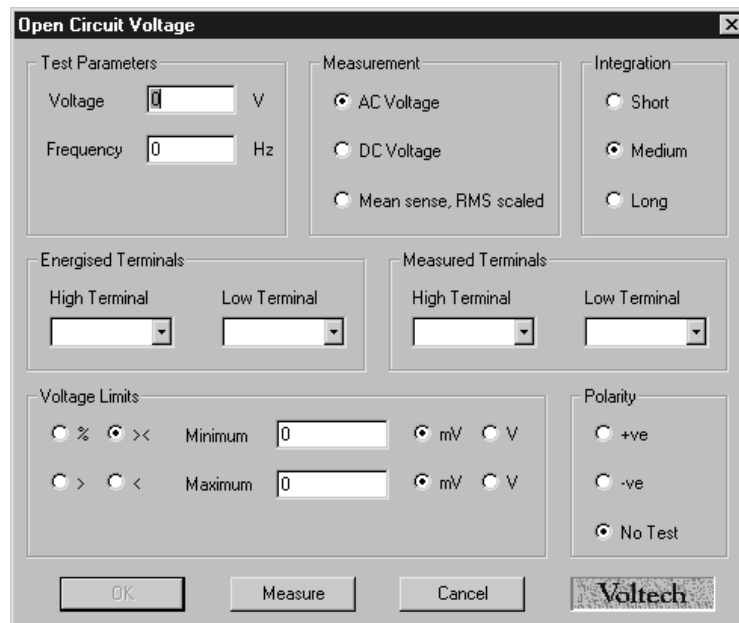 Open Circuit Voltage
Test Parameters
Voltage 0 V
Frequency 0 Hz
Measurement
AC Voltage
DC Voltage
Mean sense, RMS scaled
Integration
Short
Medium
Long
Energised Terminals
High Terminal Low Terminal
Measured Terminals
High Terminal Low Terminal
Voltage Limits
% >< Minimum 0 mV V
> < Maximum 0 mV V
Polarity
+ve
-ve
No Test
OK Measure Cancel Voltech